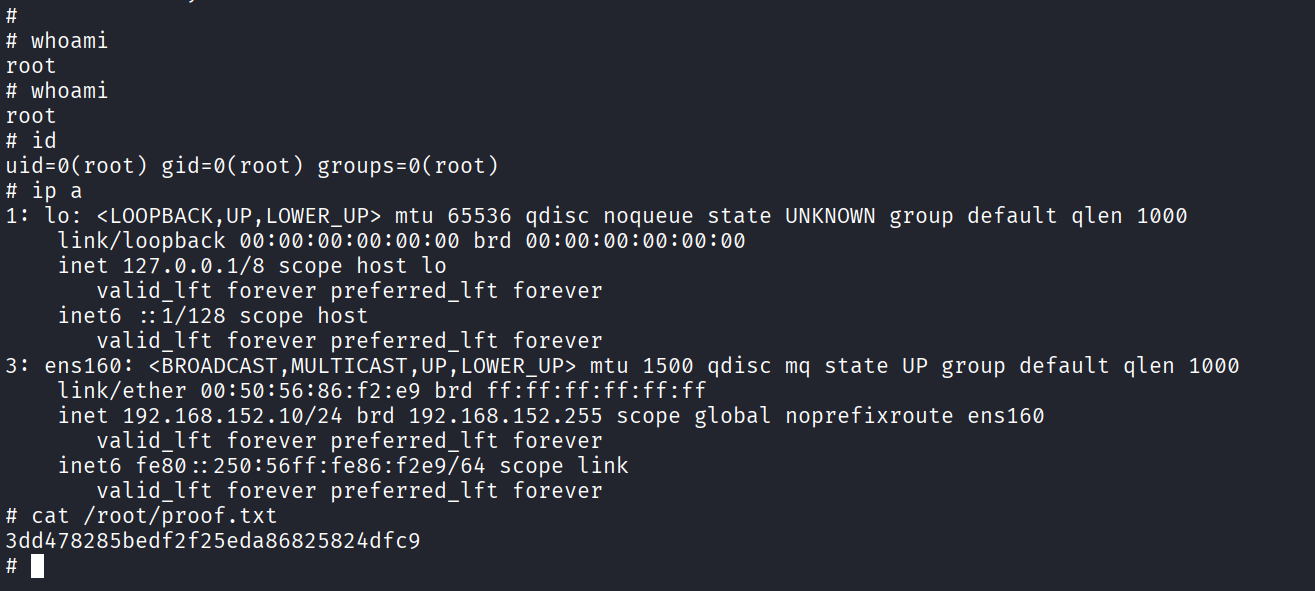 #
# whoami
root
# whoami
root
# id
uid=0(root) gid=0(root) groups=0(root)
# ip a
1: lo: <LOOPBACK,UP,LOWER_UP> mtu 65536 qdisc noqueue state UNKNOWN group default qlen 1000
    link/loopback 00:00:00:00:00:00 brd 00:00:00:00:00:00
    inet 127.0.0.1/8 scope host lo
       valid_lft forever preferred_lft forever
    inet6 ::1/128 scope host
       valid_lft forever preferred_lft forever
3: ens160: <BROADCAST,MULTICAST,UP,LOWER_UP> mtu 1500 qdisc mq state UP group default qlen 1000
    link/ether 00:50:56:86:f2:e9 brd ff:ff:ff:ff:ff:ff
    inet 192.168.152.10/24 brd 192.168.152.255 scope global noprefixroute ens160
       valid_lft forever preferred_lft forever
    inet6 fe80::250:56ff:fe86:f2e9/64 scope link
       valid_lft forever preferred_lft forever
# cat /root/proof.txt
3dd478285bedf2f25eda86825824dfc9
#